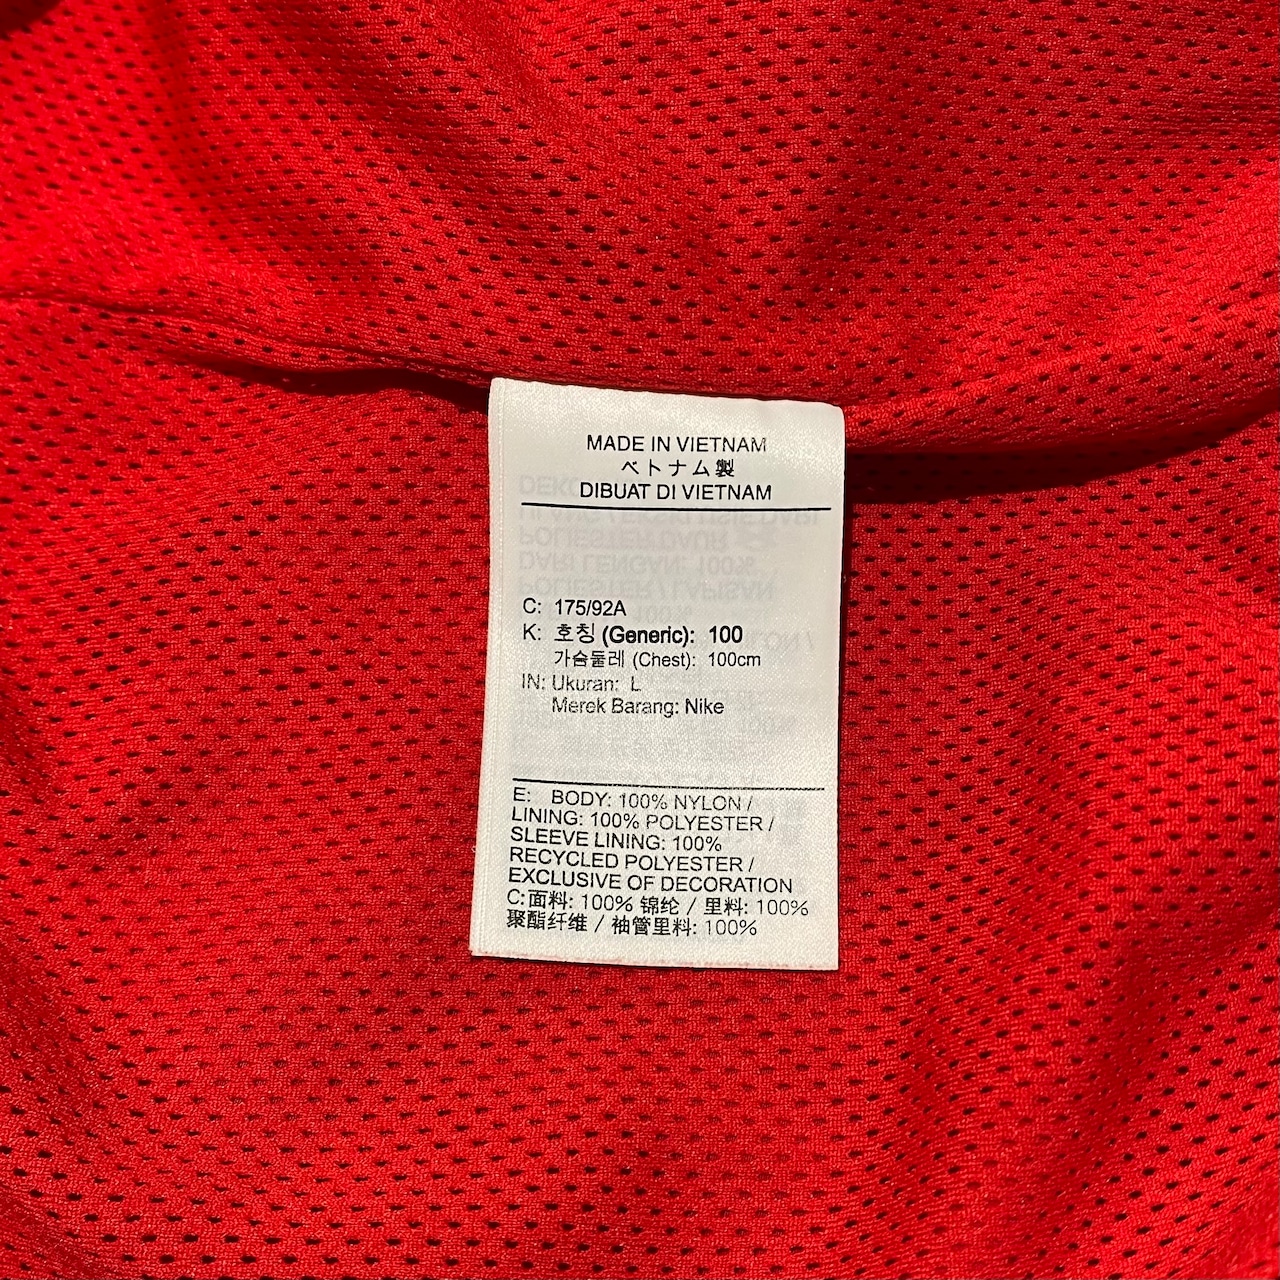 MADE IN VIETNAM
ベトナム製
DIBUAT DI VIETNAM
C: 175/92A
K: 호칭 (Generic): 100
가슴둘레 (Chest): 100cm
IN: Ukuran: L
Merek Barang: Nike
E: BODY: 100% NYLON /
LINING: 100% POLYESTER /
SLEEVE LINING: 100%
RECYCLED POLYESTER /
EXCLUSIVE OF DECORATION
C:面料: 100% 锦纶 / 里料: 100%
聚酯纤维 / 袖管里料: 100%